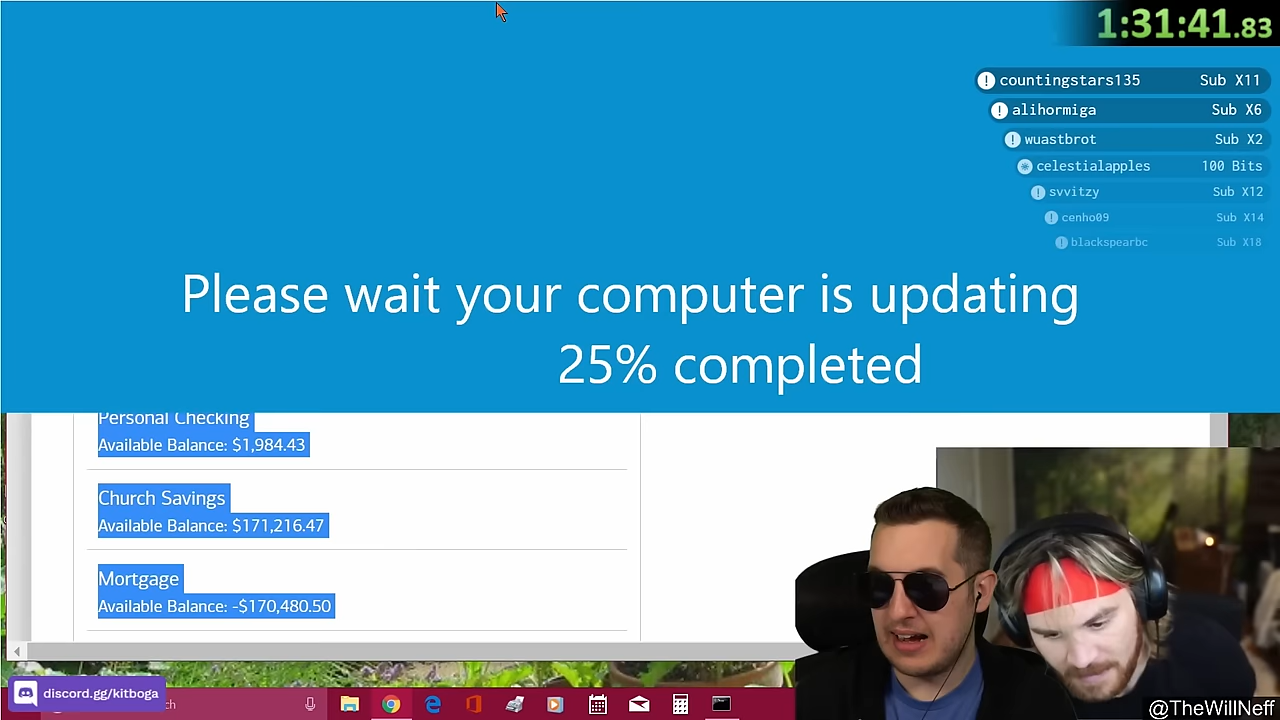 1:31:41.83
countingstars135 Sub X11
alihormiga Sub X6
wuastbrot Sub X2
celestialapples 100 Bits
svvitzy Sub X12
cenho09 Sub X14
blackspearbc Sub X18
Please wait your computer is updating
25% completed
Personal Checking
Available Balance: $1,984.43
Church Savings
Available Balance: $171,216.47
Mortgage
Available Balance: -$170,480.50
discord.gg/kitboga
@TheWillNeff